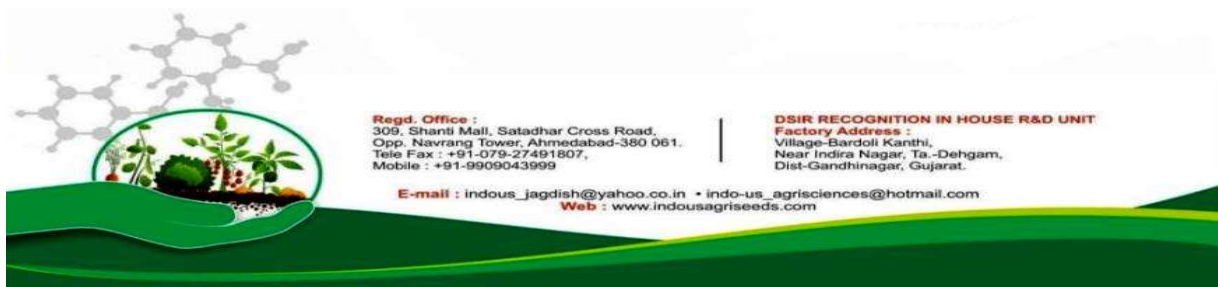 Regd. Office :
309, Shanti Mall, Satadhar Cross Road,
Opp. Navrang Tower, Ahmedabad-380 061.
Tele Fax : +91-079-27491807,
Mobile : +91-9909043999
DSIR RECOGNITION IN HOUSE R&D UNIT
Factory Address :
Village-Bardoli Kanthi,
Near Indira Nagar, Ta.-Dehgam,
Dist-Gandhinagar, Gujarat.
E-mail : indous_jagdish@yahoo.co.in • indo-us_agrisciences@hotmail.com
Web : www.indousagriseeds.com